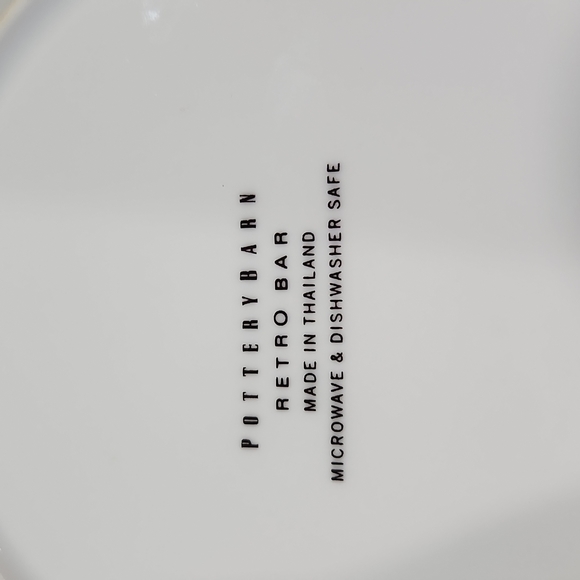 POTTERYBARN
RETRO BAR
MADE IN THAILAND
MICROWAVE & DISHWASHER SAFE